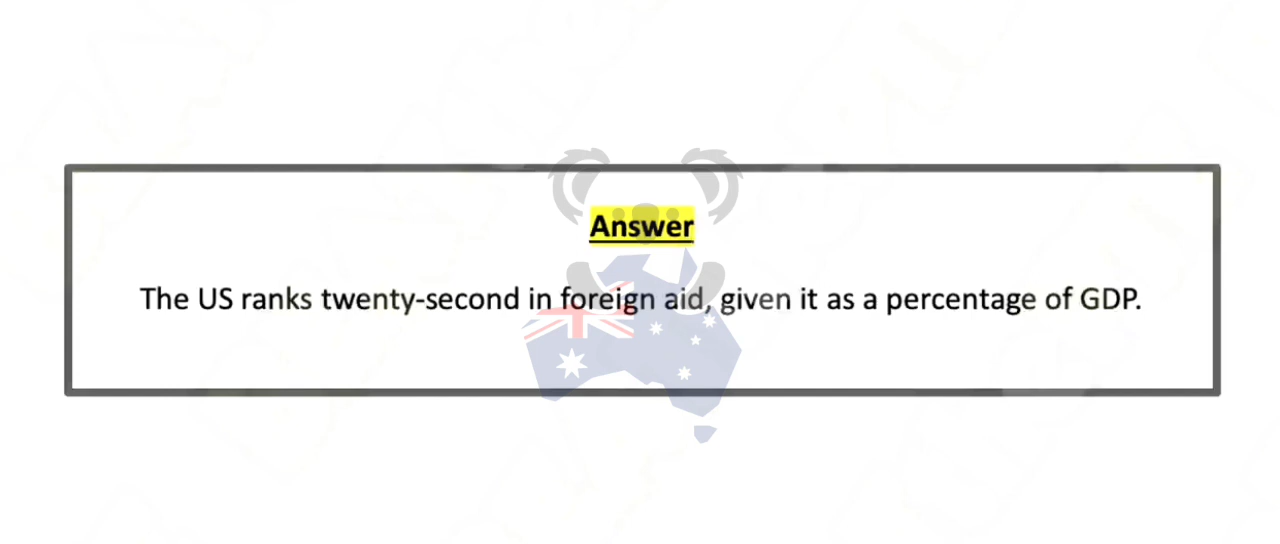 Answer
The US ranks twenty-second in foreign aid, given it as a percentage of GDP.